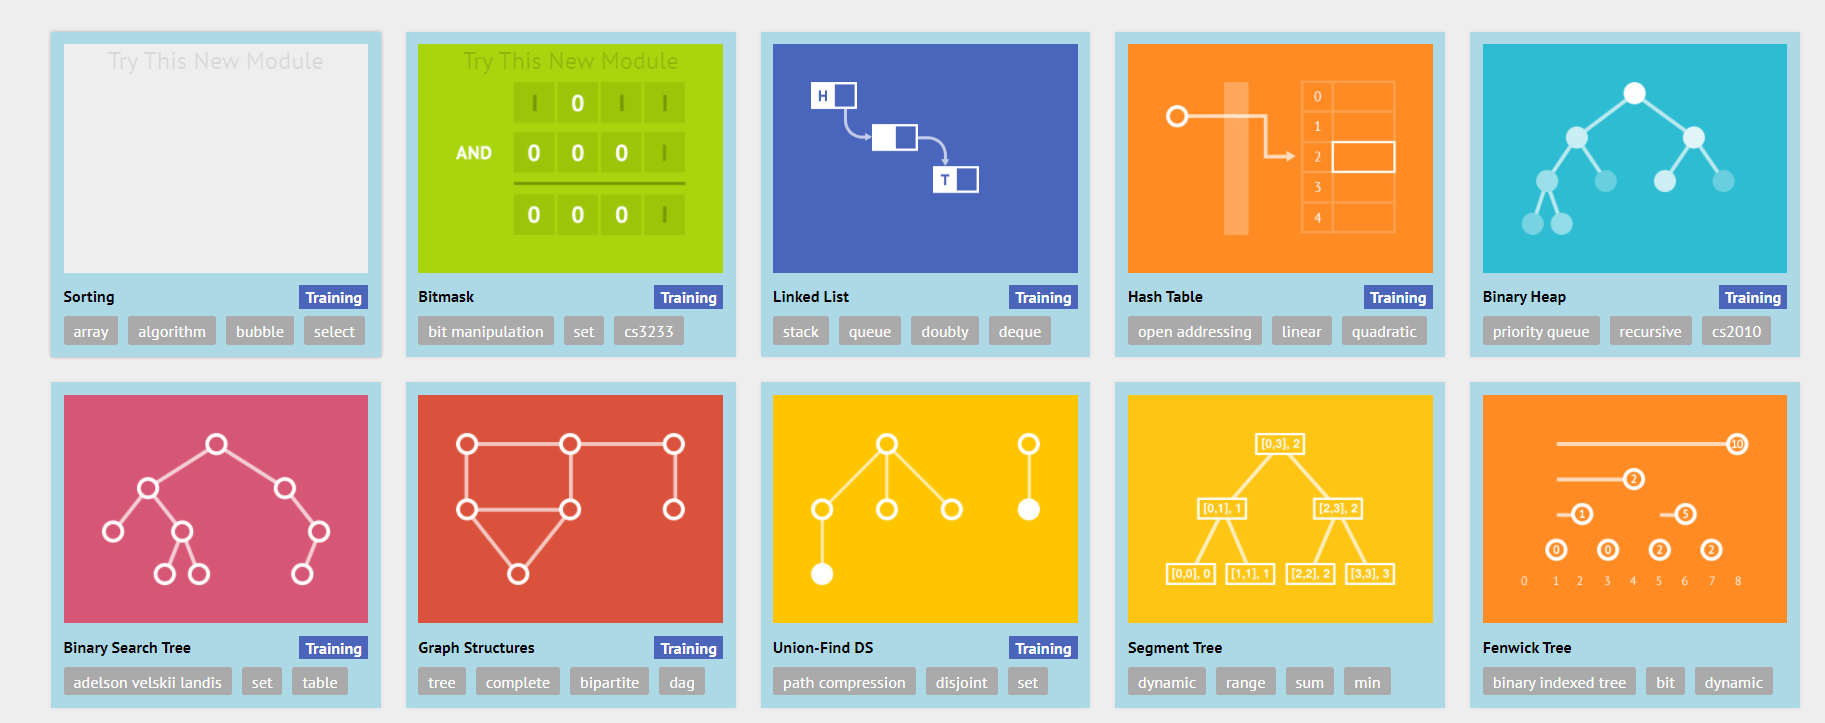 Try This New Module
Sorting
Training
array algorithm bubble select
Try This New Module
1 0 1 1
AND 0 0 0 1
0 0 0 1
Bitmask
Training
bit manipulation set cs3233
H
T
Linked List
Training
stack queue doubly deque
0
1
2
3
4
Hash Table
Training
open addressing linear quadratic
Binary Heap
Training
priority queue recursive cs2010
Binary Search Tree
Training
adelson velskii landis set table
Graph Structures
Training
tree complete bipartite dag
Union-Find DS
Training
path compression disjoint set
[0,3], 2
[0,1], 1 [2,3], 2
[0,0], 0 [1,1], 1 [2,2], 2 [3,3], 3
Segment Tree
dynamic range sum min
10
2
1 5
0 0 2 2
0 1 2 3 4 5 6 7 8
Fenwick Tree
binary indexed tree bit dynamic